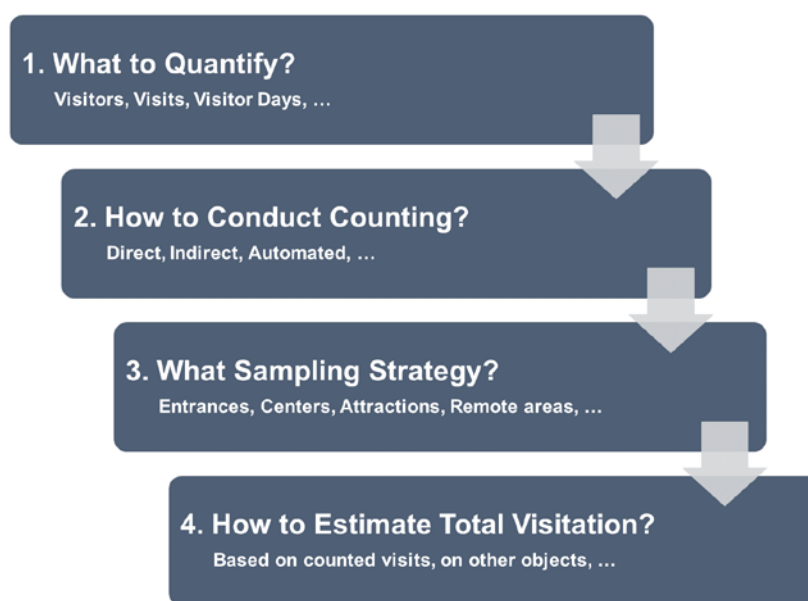 1. What to Quantify?
Visitors, Visits, Visitor Days, …
2. How to Conduct Counting?
Direct, Indirect, Automated, …
3. What Sampling Strategy?
Entrances, Centers, Attractions, Remote areas, …
4. How to Estimate Total Visitation?
Based on counted visits, on other objects, …